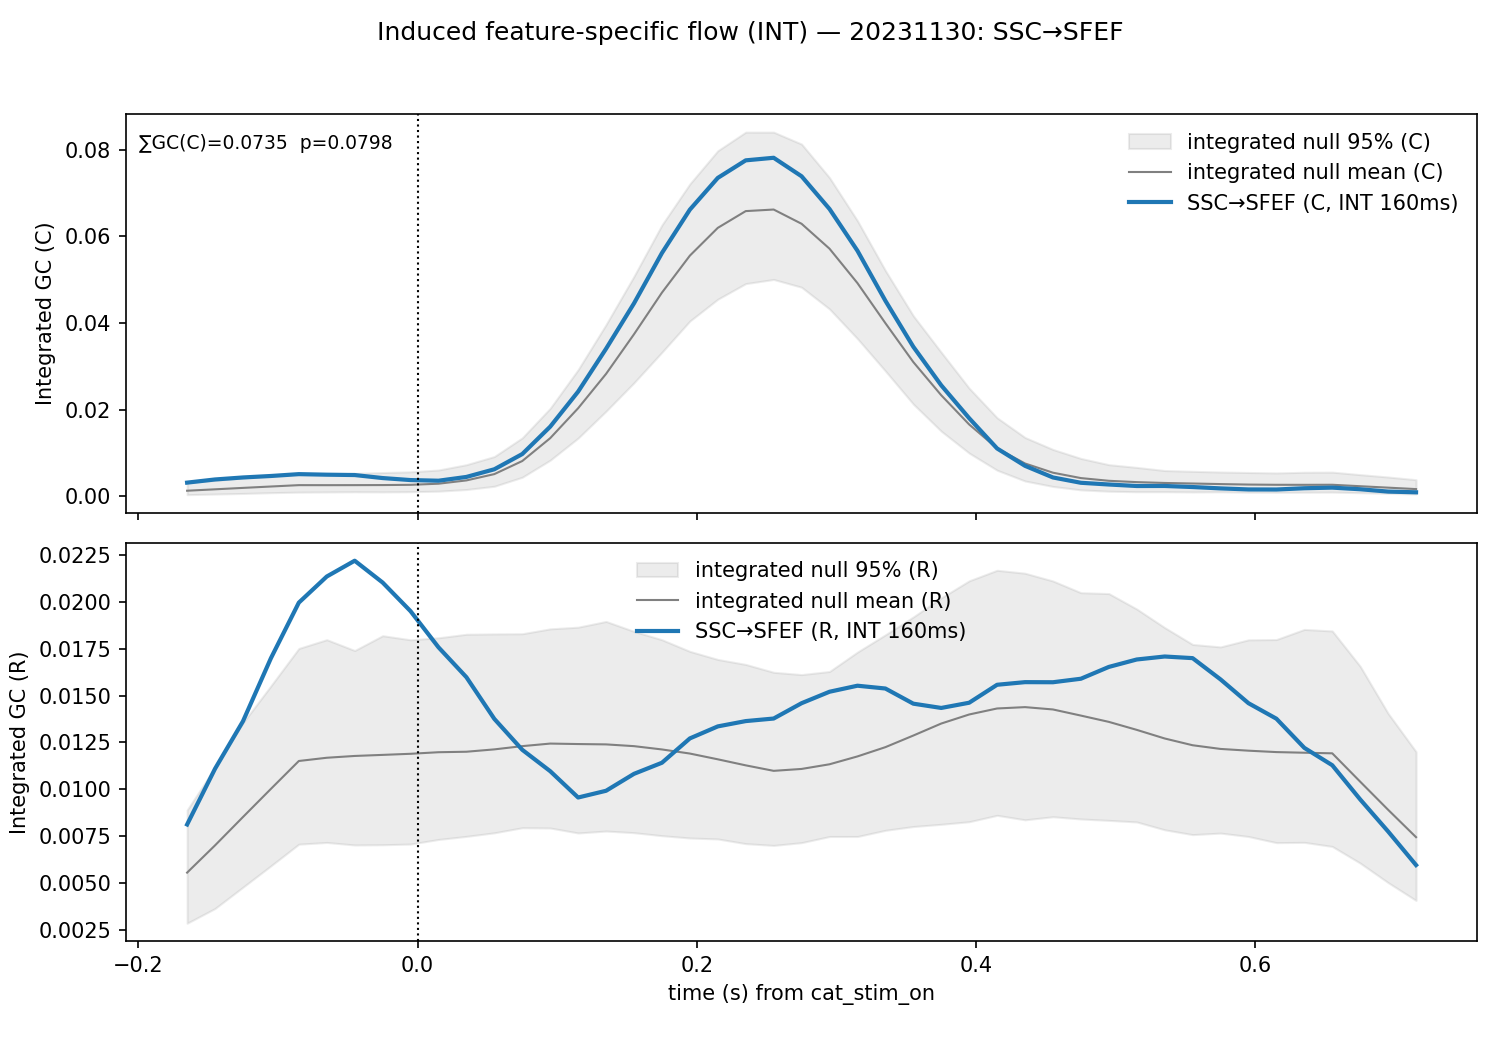 Induced feature-specific flow (INT) — 20231130: SSC→SFEF
∑GC(C)=0.0735  p=0.0798
integrated null 95% (C)
integrated null mean (C)
SSC→SFEF (C, INT 160ms)
Integrated GC (C)
0.08
0.06
0.04
0.02
0.00
integrated null 95% (R)
integrated null mean (R)
SSC→SFEF (R, INT 160ms)
Integrated GC (R)
0.0225
0.0200
0.0175
0.0150
0.0125
0.0100
0.0075
0.0050
0.0025
−0.2 0.0 0.2 0.4 0.6
time (s) from cat_stim_on